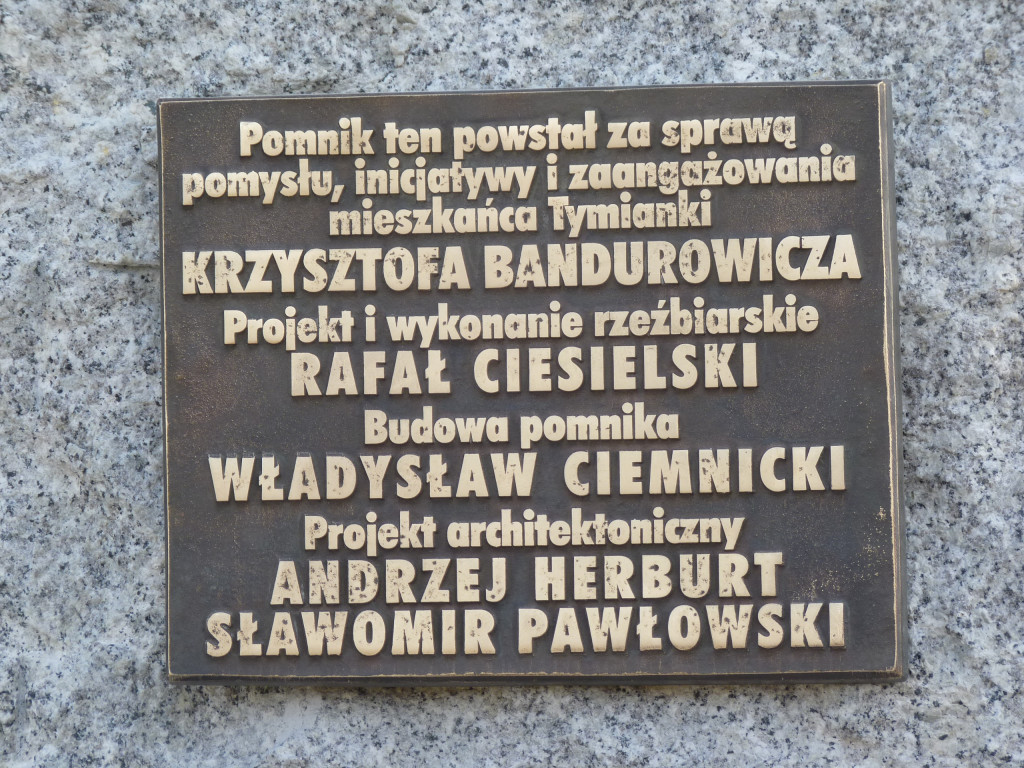 Pomnik ten powstał za sprawą
pomysłu, inicjatywy i zaangażowania
mieszkańca Tymianki
KRZYSZTOFA BANDUROWICZA
Projekt i wykonanie rzeźbiarskie
RAFAŁ CIESIELSKI
Budowa pomnika
WŁADYSŁAW CIEMNICKI
Projekt architektoniczny
ANDRZEJ HERBURT
SŁAWOMIR PAWŁOWSKI